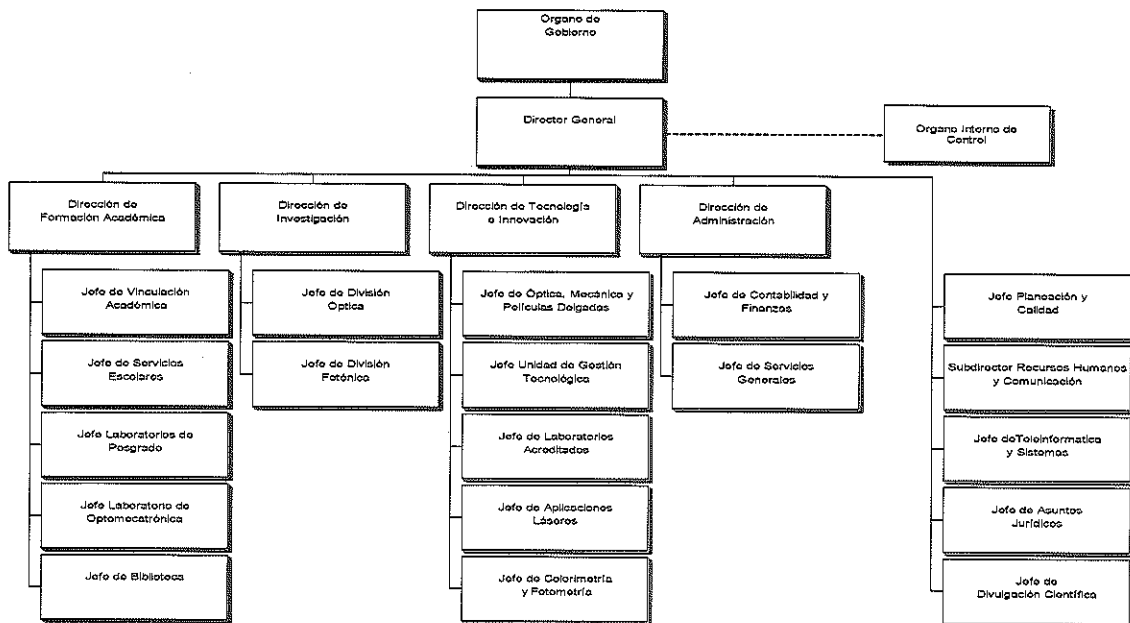 Organo de
Gobierno
Director General
Organo Interno de
Control
Dirección de
Formación Académica
Dirección de
Investigación
Dirección de Tecnología
e Innovación
Dirección de
Administración
Jefe de Vinculación
Académica
Jefe de Servicios
Escolares
Jefe Laboratorios de
Posgrado
Jefe Laboratorio de
Optomecatrónica
Jefe de Biblioteca
Jefe de División
Optica
Jefe de División
Fotónica
Jefe de Óptica, Mecánica y
Películas Delgadas
Jefe Unidad de Gestión
Tecnológica
Jefe de Laboratorios
Acreditados
Jefe de Aplicaciones
Láseres
Jefe de Colorimetría
y Fotometría
Jefe de Contabilidad y
Finanzas
Jefe de Servicios
Generales
Jefe Planeación y
Calidad
Subdirector Recursos Humanos
y Comunicación
Jefe deTeleinformatica
y Sistemas
Jefe de Asuntos
Jurídicos
Jefe de
Divulgación Científica